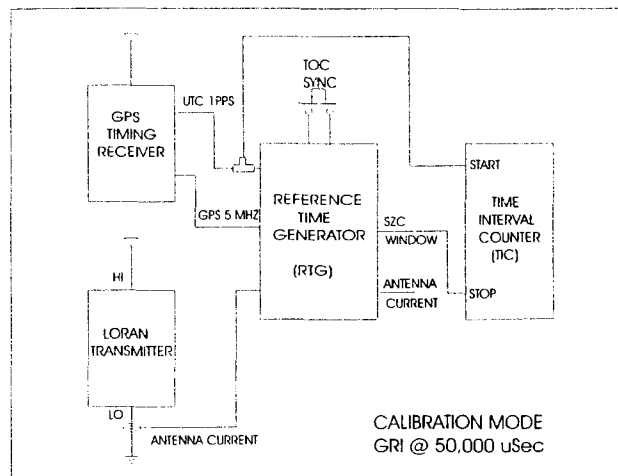 TOC
SYNC
UTC 1PPS
GPS
TIMING
RECEIVER
START
REFERENCE
TIME
GENERATOR
(RTG)
TIME
INTERVAL
COUNTER
(TIC)
GPS 5 MHZ
SZC
WINDOW
HI
ANTENNA
CURRENT
STOP
LORAN
TRANSMITTER
LO
ANTENNA CURRENT
CALIBRATION MODE
GRI @ 50,000 uSec